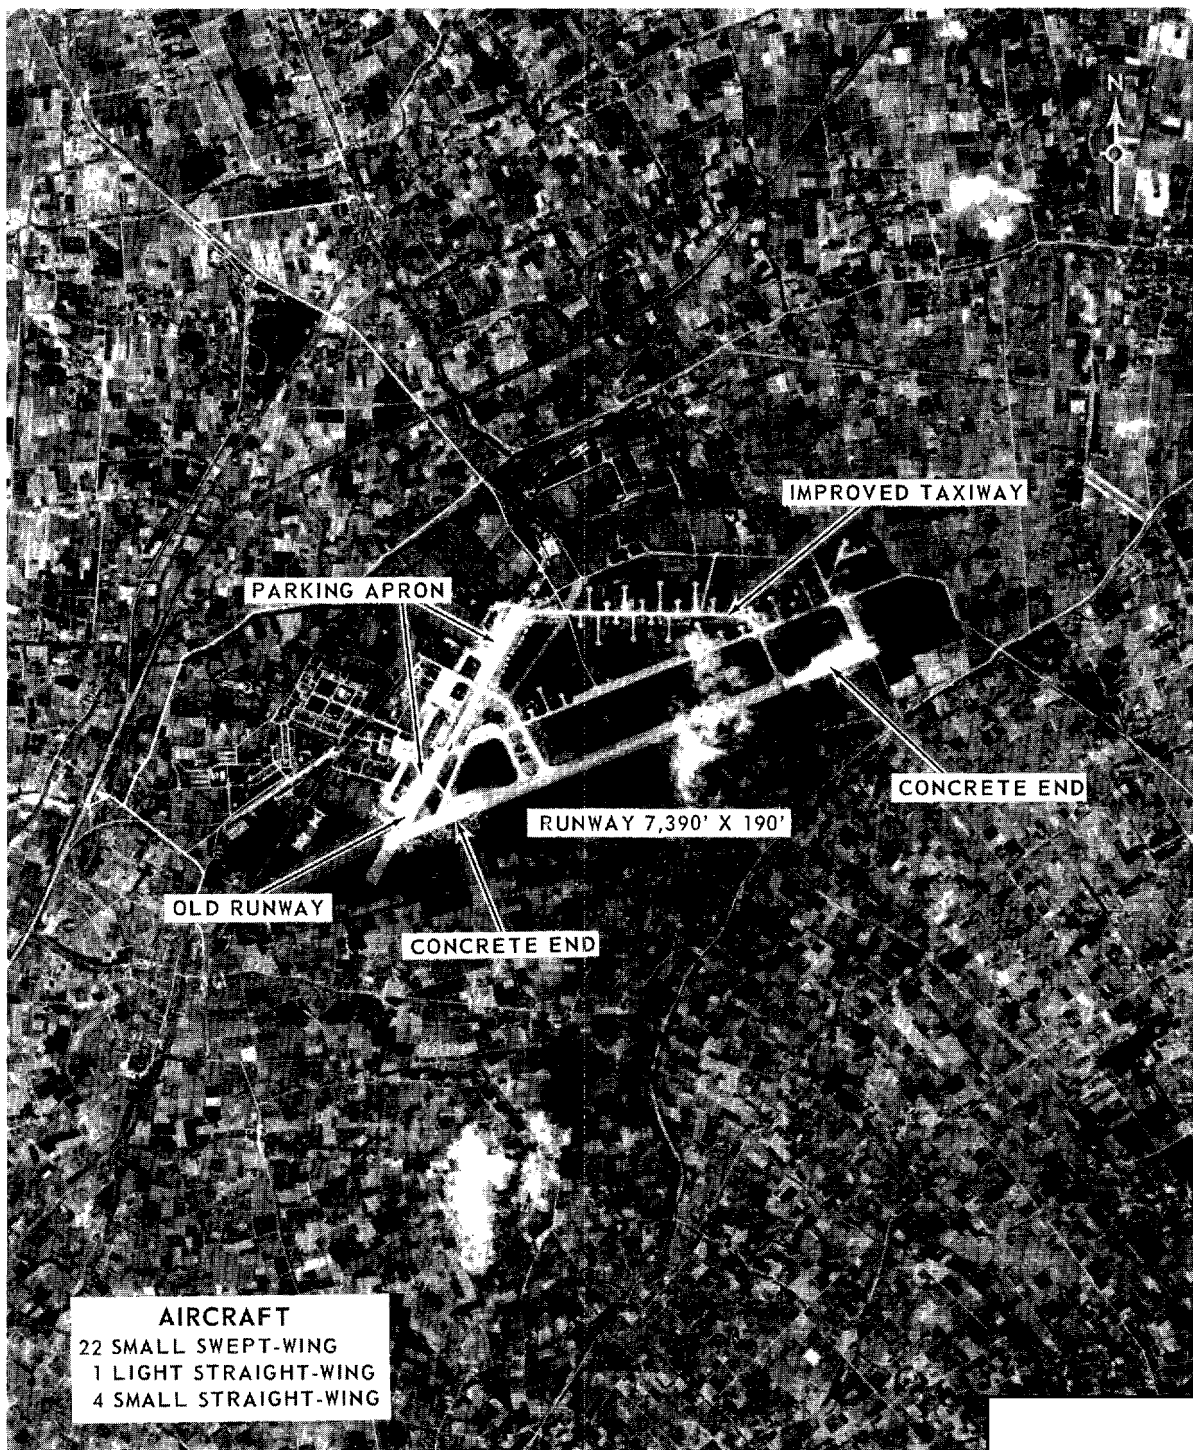 N
IMPROVED TAXIWAY
PARKING APRON
CONCRETE END
RUNWAY 7,390' X 190'
OLD RUNWAY
CONCRETE END
AIRCRAFT
22 SMALL SWEPT-WING
1 LIGHT STRAIGHT-WING
4 SMALL STRAIGHT-WING